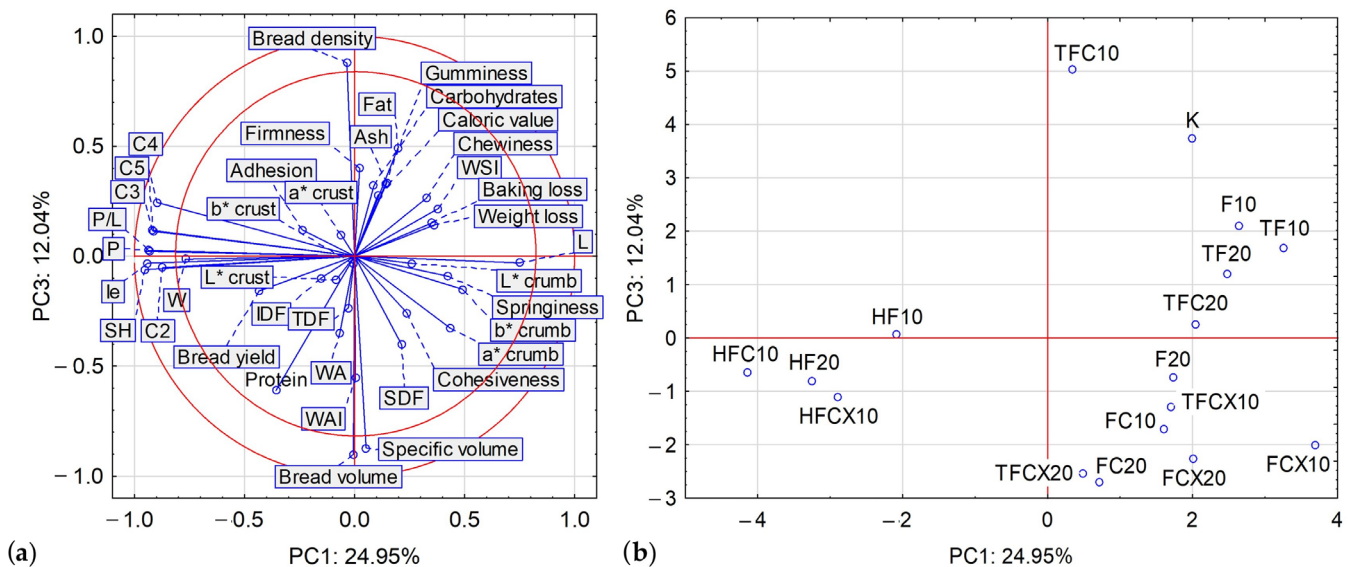 1.0
0.5
0.0
−0.5
−1.0
PC3: 12.04%
Bread density
Gumminess
Carbohydrates
Fat
Caloric value
Firmness
Ash
Chewiness
C4
C5
Adhesion
WSI
C3
a* crust
Baking loss
b* crust
Weight loss
P/L
L
P
L* crust
L* crumb
Ie
W
IDF
TDF
Springiness
SH
C2
b* crumb
Bread yield
WA
a* crumb
Protein
Cohesiveness
SDF
WAI
Specific volume
Bread volume
−1.0
−0.5
0.0
0.5
1.0
(a)
PC1: 24.95%
6
5
4
3
2
1
0
−1
−2
−3
PC3: 12.04%
TFC10
K
F10
TF10
TF20
TFC20
HF10
HFC10
HF20
F20
HFCX10
TFCX10
FC10
TFCX20
FC20
FCX20
FCX10
−4
−2
0
2
4
(b)
PC1: 24.95%